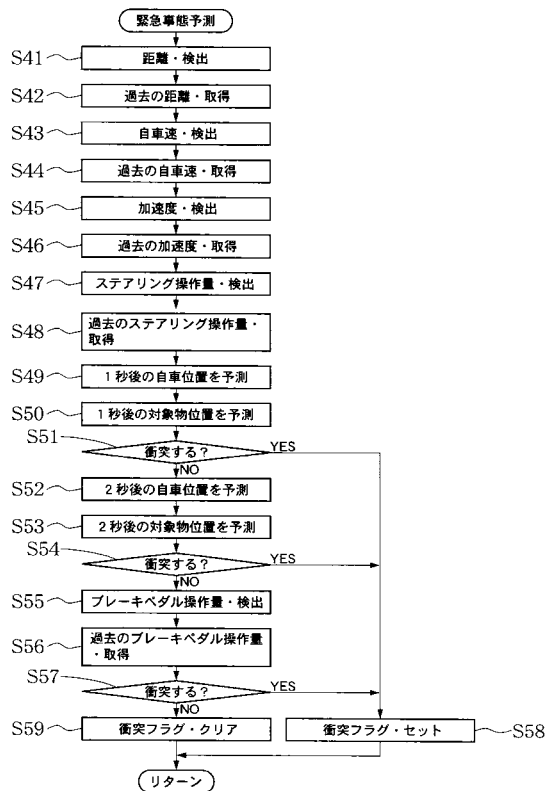 緊急事態予測
S41
距離・検出
S42
過去の距離・取得
S43
自車速・検出
S44
過去の自車速・取得
S45
加速度・検出
S46
過去の加速度・取得
S47
ステアリング操作量・検出
S48
過去のステアリング操作量・
取得
S49
1秒後の自車位置を予測
S50
1秒後の対象物位置を予測
S51
衝突する?
YES
NO
S52
2秒後の自車位置を予測
S53
2秒後の対象物位置を予測
S54
衝突する?
YES
NO
S55
ブレーキペダル操作量・検出
S56
過去のブレーキペダル操作量
・取得
S57
衝突する?
YES
NO
S59
衝突フラグ・クリア
衝突フラグ・セット
S58
リターン